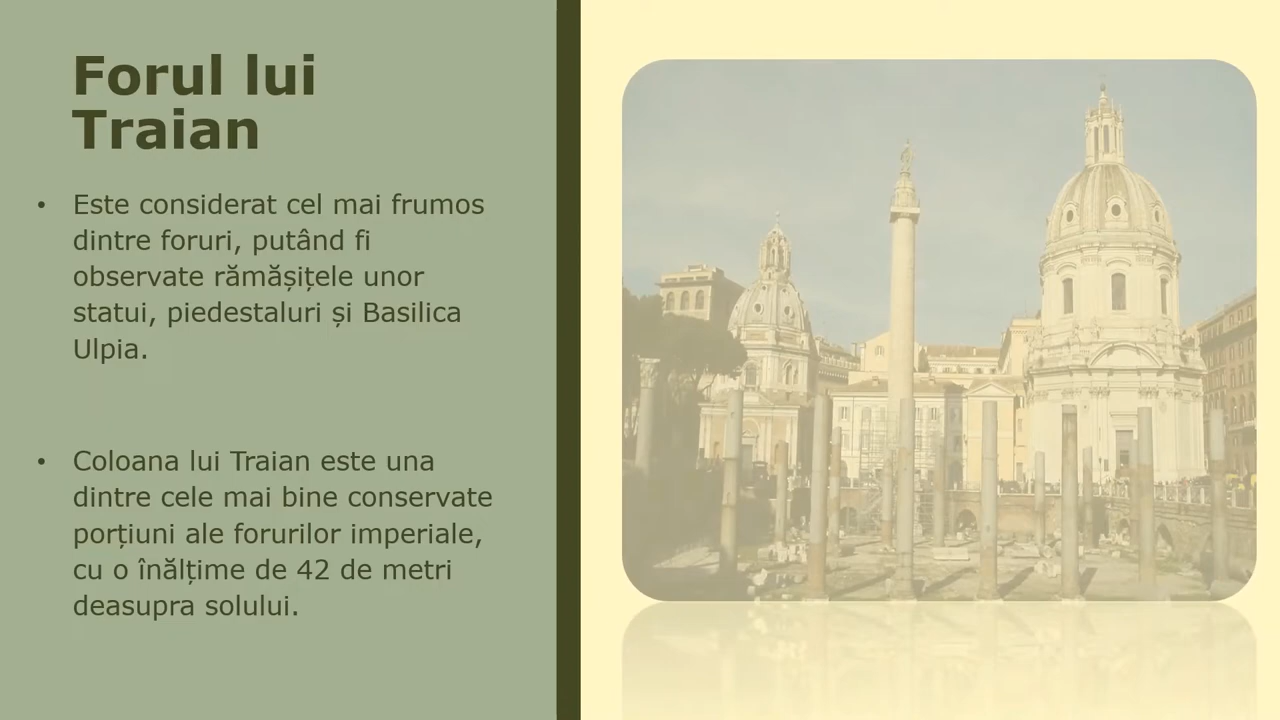 Forul lui
Traian
• Este considerat cel mai frumos
dintre foruri, putând fi
observate rămășițele unor
statui, piedestaluri și Basilica
Ulpia.
• Coloana lui Traian este una
dintre cele mai bine conservate
porțiuni ale forurilor imperiale,
cu o înălțime de 42 de metri
deasupra solului.